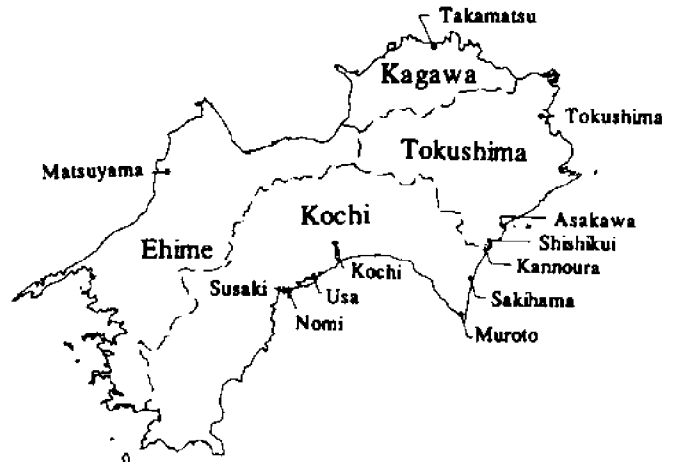 Takamatsu
Kagawa
Tokushima
Tokushima
Matsuyama
Kochi
Asakawa
Ehime
Shishikui
Kannoura
Kochi
Susaki
Usa
Sakihama
Nomi
Muroto